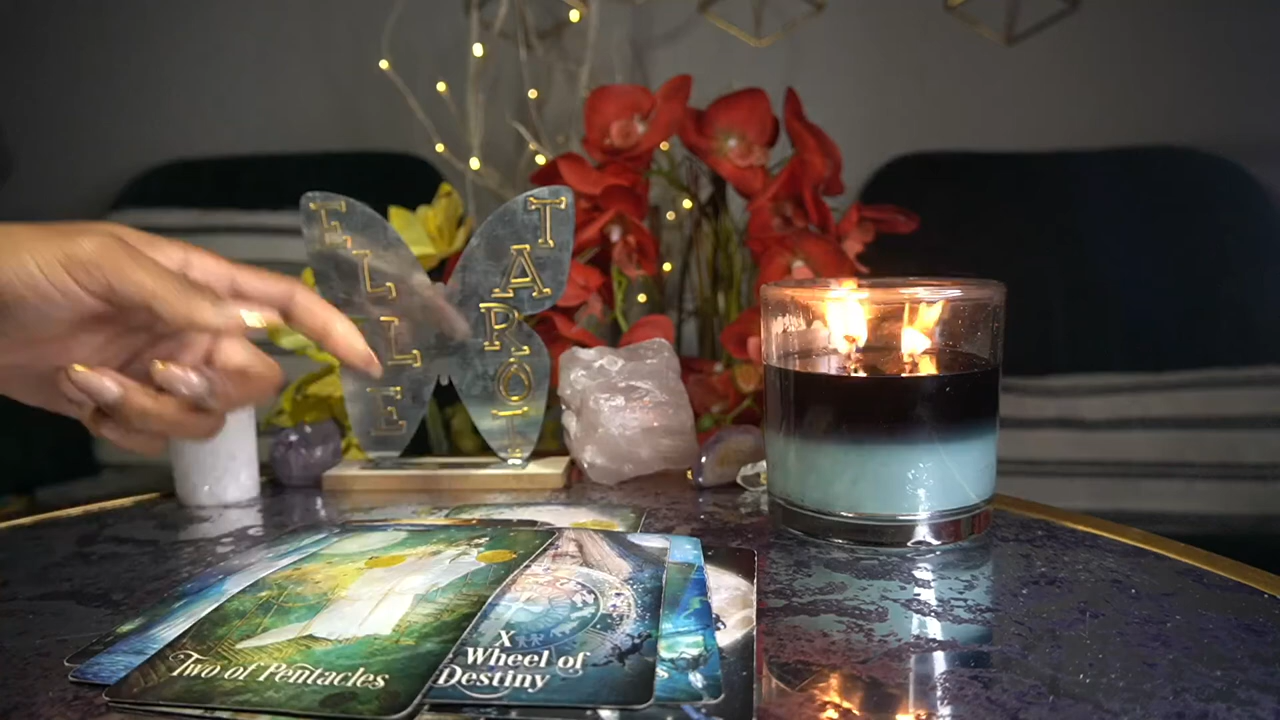 ELLE
TAROT
Two of Pentacles
X
Wheel of
Destiny